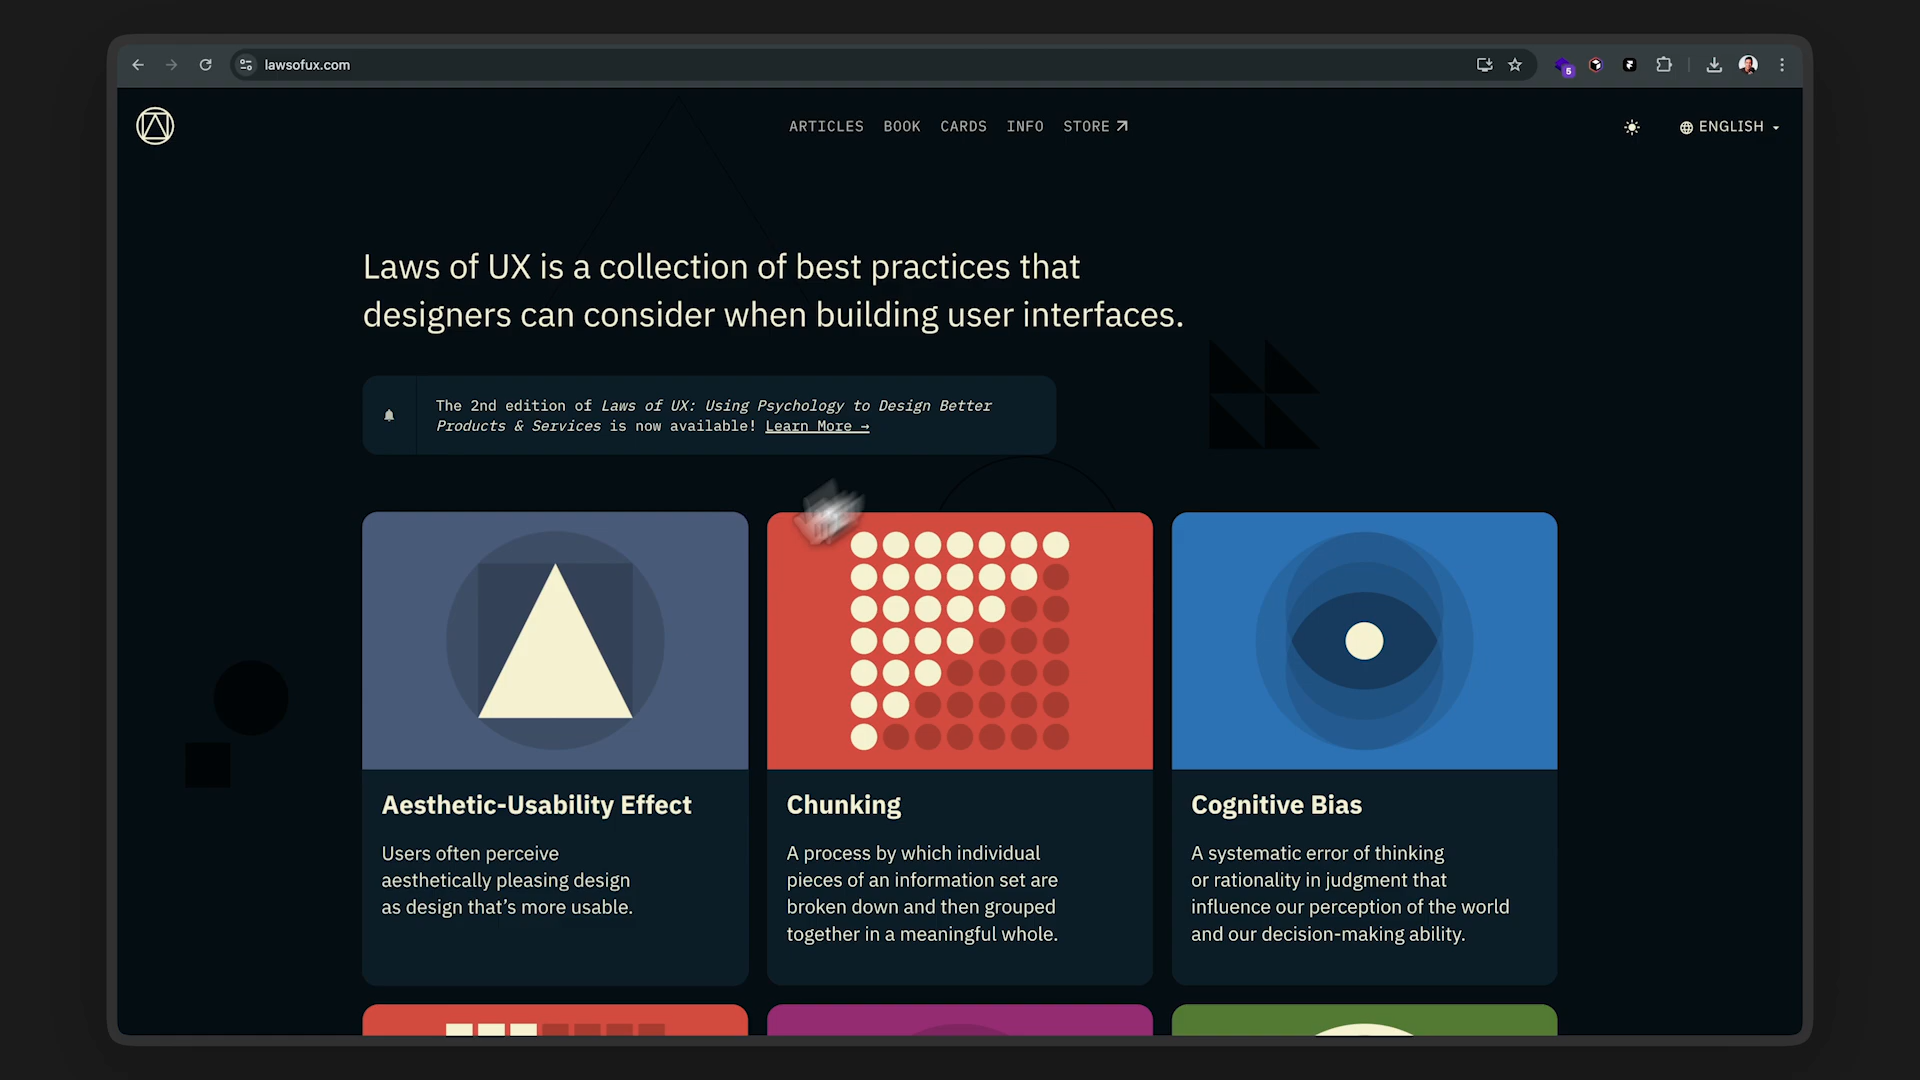 lawsofux.com
5
ARTICLES BOOK CARDS INFO STORE
ENGLISH
Laws of UX is a collection of best practices that
designers can consider when building user interfaces.
The 2nd edition of Laws of UX: Using Psychology to Design Better
Products & Services is now available! Learn More →
Aesthetic-Usability Effect
Users often perceive
aesthetically pleasing design
as design that’s more usable.
Chunking
A process by which individual
pieces of an information set are
broken down and then grouped
together in a meaningful whole.
Cognitive Bias
A systematic error of thinking
or rationality in judgment that
influence our perception of the world
and our decision-making ability.